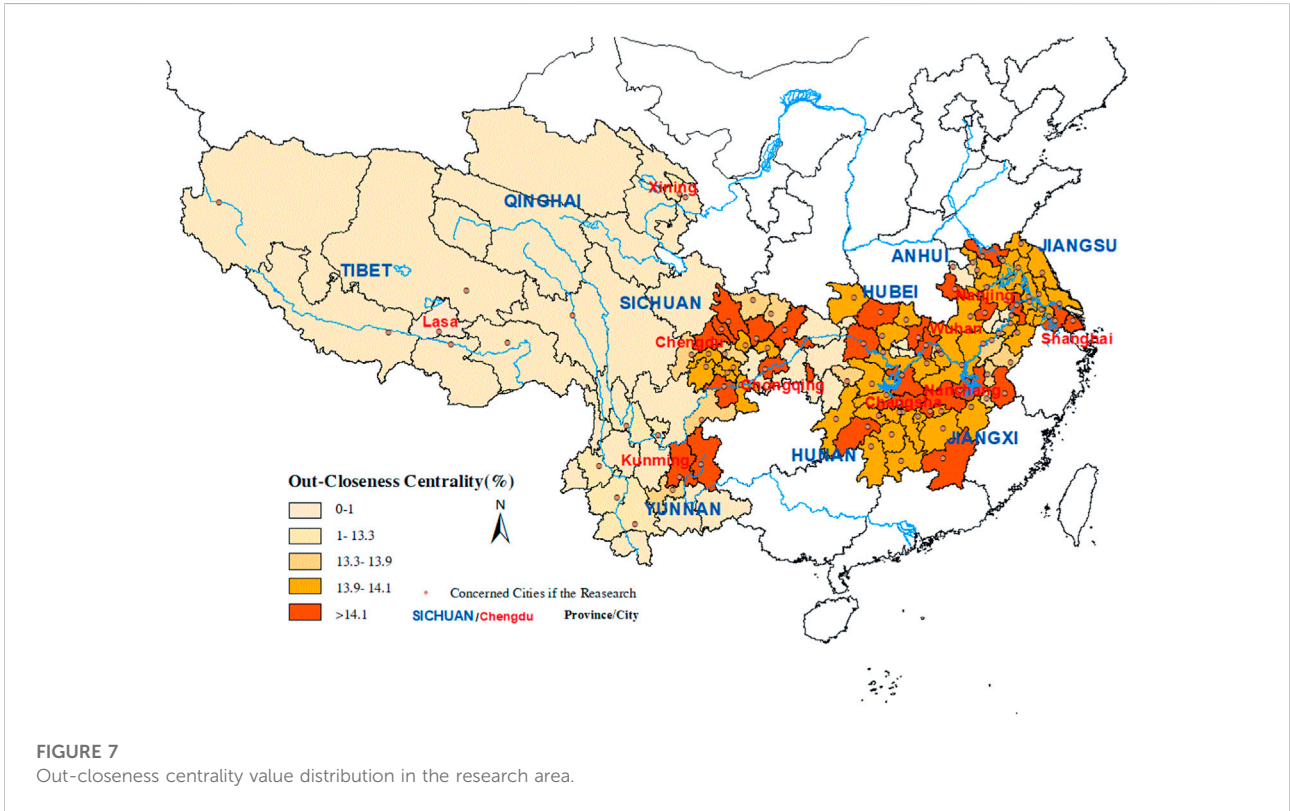 Xining
QINGHAI
ANHUI
JIANGSU
TIBET
SICHUAN
HUBEI
Nanjing
Lasa
Wuhan
Chengdu
Shanghai
Chongqing
Nanchang
Changsha
JIANGXI
HUNAN
Kunming
YUNNAN
Out-Closeness Centrality(%)
N
0-1
1- 13.3
13.3- 13.9
13.9- 14.1
>14.1
Concerned Cities if the Reasearch
SICHUAN/Chengdu Province/City
FIGURE 7
Out-closeness centrality value distribution in the research area.